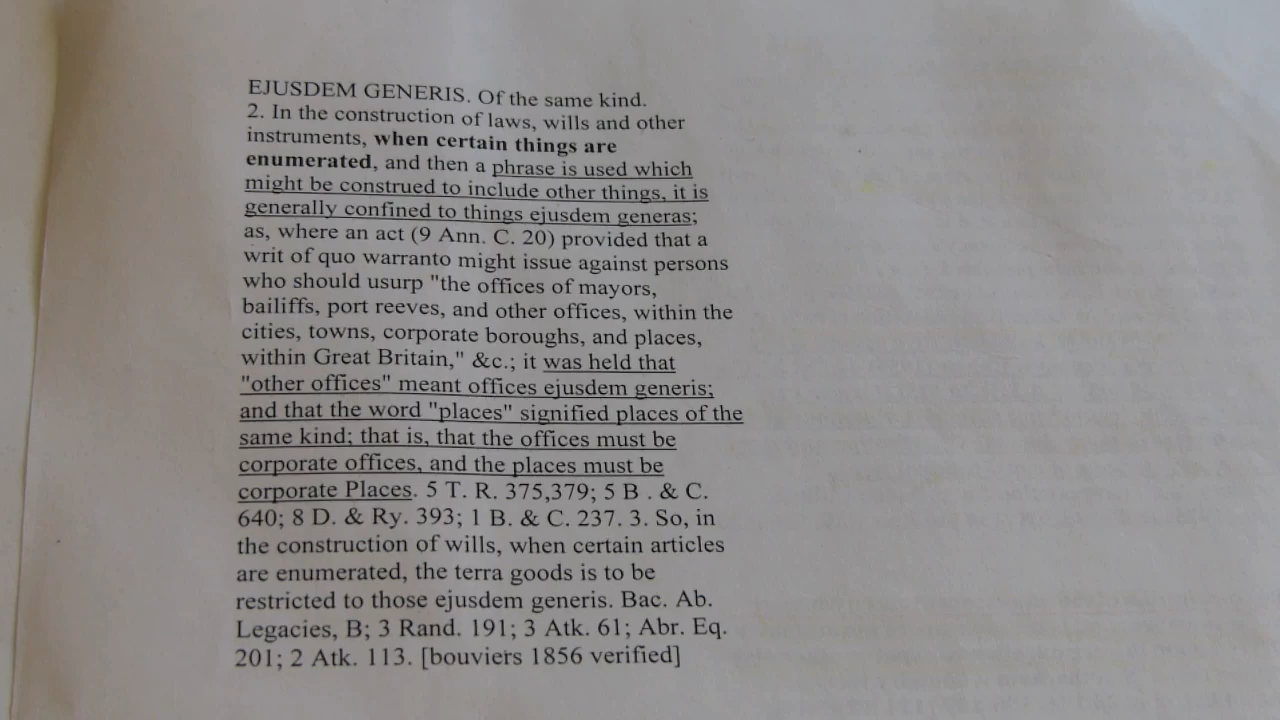 EJUSDEM GENERIS. Of the same kind.
2. In the construction of laws, wills and other
instruments, when certain things are
enumerated, and then a phrase is used which
might be construed to include other things, it is
generally confined to things ejusdem generas;
as, where an act (9 Ann. C. 20) provided that a
writ of quo warranto might issue against persons
who should usurp "the offices of mayors,
bailiffs, port reeves, and other offices, within the
cities, towns, corporate boroughs, and places,
within Great Britain," &c.; it was held that
"other offices" meant offices ejusdem generis;
and that the word "places" signified places of the
same kind; that is, that the offices must be
corporate offices, and the places must be
corporate Places. 5 T. R. 375,379; 5 B . & C.
640; 8 D. & Ry. 393; 1 B. & C. 237. 3. So, in
the construction of wills, when certain articles
are enumerated, the terra goods is to be
restricted to those ejusdem generis. Bac. Ab.
Legacies, B; 3 Rand. 191; 3 Atk. 61; Abr. Eq.
201; 2 Atk. 113. [bouviers 1856 verified]